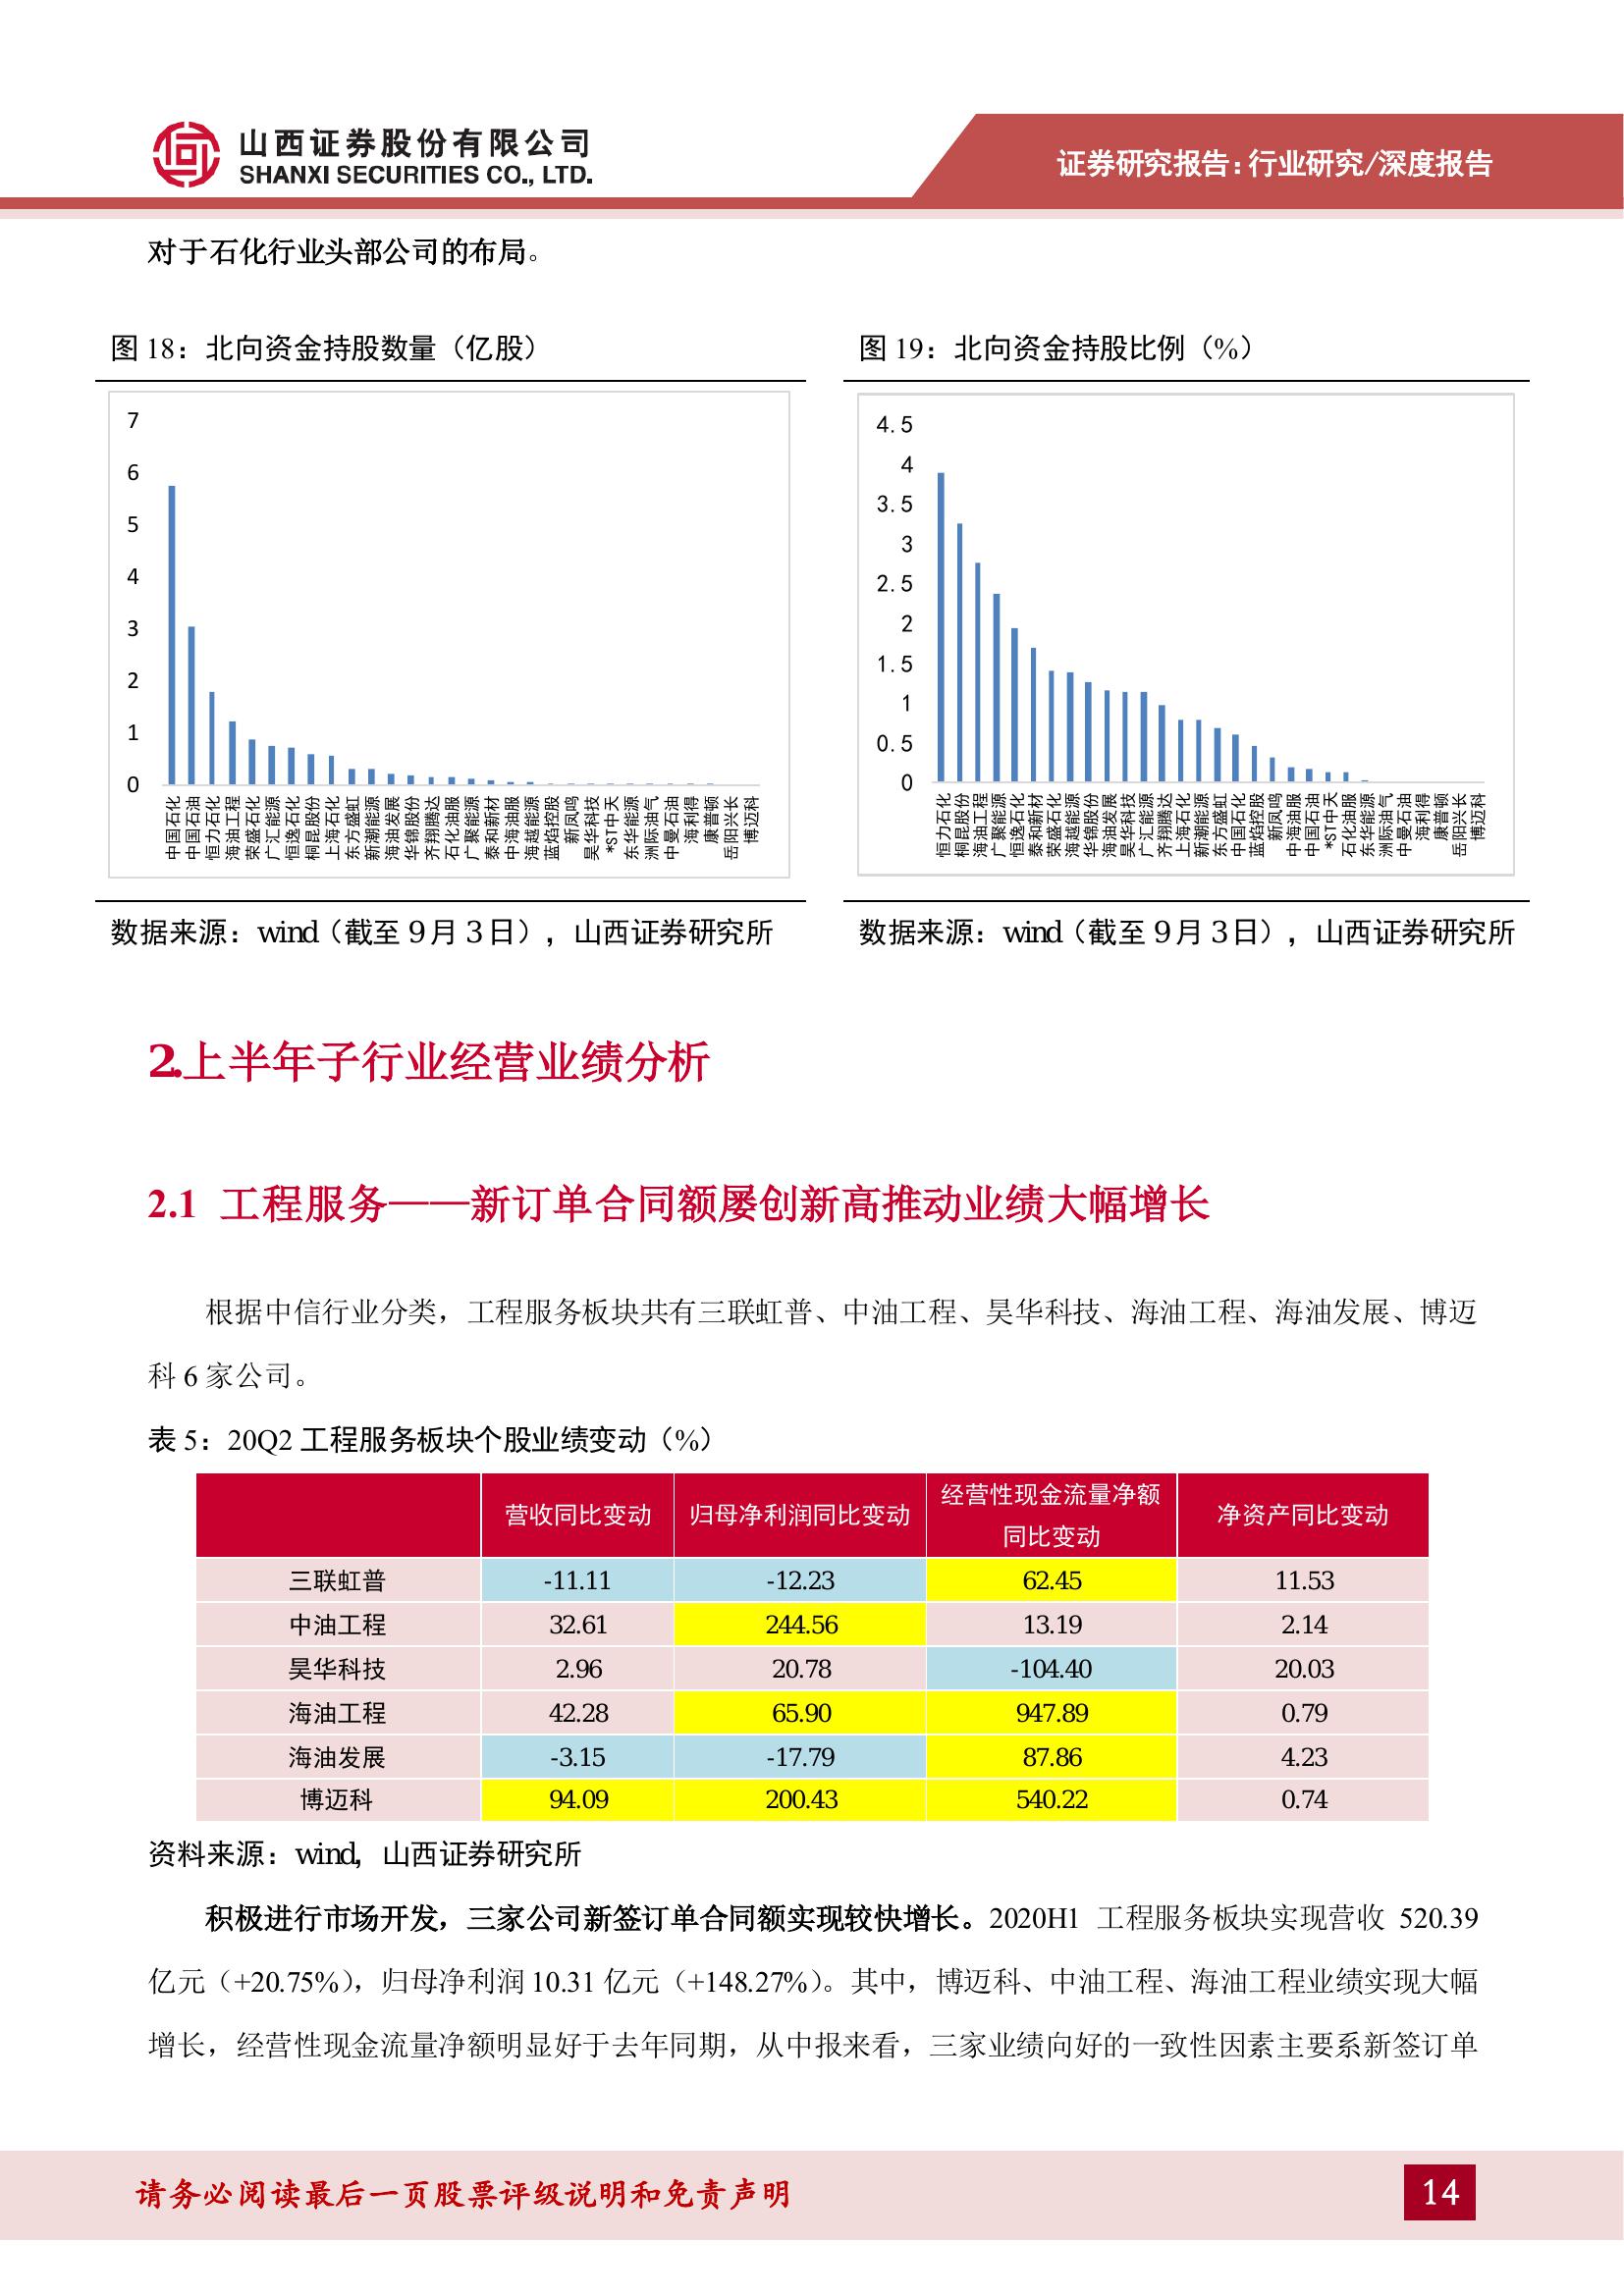 山西证券股份有限公司
SHANXI SECURITIES CO., LTD.
证券研究报告:行业研究/深度报告
对于石化行业头部公司的布局。
图 18：北向资金持股数量（亿股）
7
6
5
4
3
2
1
0
中国石化
中国石油
恒力石化
海油工程
荣盛石化
广汇能源
恒逸石化
桐昆股份
上海石化
东方盛虹
新潮能源
海油发展
华锦股份
齐翔腾达
石化油服
广聚能源
泰和新材
中海油服
海越能源
蓝焰控股
新凤鸣
昊华科技
*ST中天
东华能源
洲际油气
中曼石油
海利得
康普顿
岳阳兴长
博迈科
数据来源：wind（截至 9 月 3 日），山西证券研究所
图 19：北向资金持股比例（%）
4.5
4
3.5
3
2.5
2
1.5
1
0.5
0
恒力石化
桐昆股份
海油工程
广聚能源
恒逸石化
泰和新材
荣盛石化
海越能源
华锦股份
海油发展
昊华科技
广汇能源
齐翔腾达
上海石化
新潮能源
东方盛虹
中国石化
蓝焰控股
新凤鸣
中海油服
中国石油
*ST中天
石化油服
东华能源
洲际油气
中曼石油
海利得
康普顿
岳阳兴长
博迈科
数据来源：wind（截至 9 月 3 日），山西证券研究所
2.上半年子行业经营业绩分析
2.1 工程服务——新订单合同额屡创新高推动业绩大幅增长
根据中信行业分类，工程服务板块共有三联虹普、中油工程、昊华科技、海油工程、海油发展、博迈
科 6 家公司。
表 5：20Q2 工程服务板块个股业绩变动（%）
营收同比变动 归母净利润同比变动 经营性现金流量净额 净资产同比变动
同比变动
三联虹普 -11.11 -12.23 62.45 11.53
中油工程 32.61 244.56 13.19 2.14
昊华科技 2.96 20.78 -104.40 20.03
海油工程 42.28 65.90 947.89 0.79
海油发展 -3.15 -17.79 87.86 4.23
博迈科 94.09 200.43 540.22 0.74
资料来源：wind，山西证券研究所
积极进行市场开发，三家公司新签订单合同额实现较快增长。2020H1 工程服务板块实现营收 520.39
亿元（+20.75%），归母净利润 10.31 亿元（+148.27%）。其中，博迈科、中油工程、海油工程业绩实现大幅
增长，经营性现金流量净额明显好于去年同期，从中报来看，三家业绩向好的一致性因素主要系新签订单
请务必阅读最后一页股票评级说明和免责声明
14